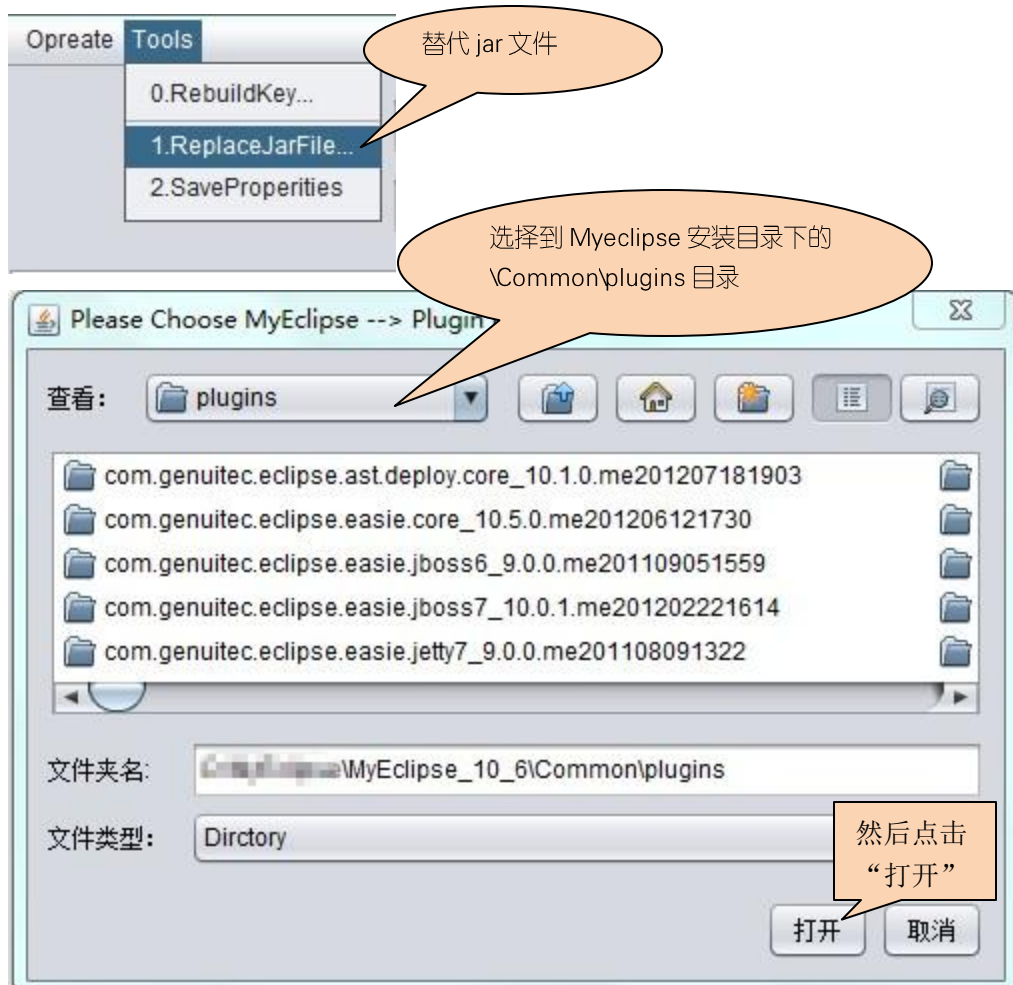 Opreate Tools
替代 jar 文件
0.RebuildKey...
1.ReplaceJarFile...
2.SaveProperities
选择到 Myeclipse 安装目录下的
\Common\plugins 目录
Please Choose MyEclipse --> Plugin
查看：
plugins
com.genuitec.eclipse.ast.deploy.core_10.1.0.me201207181903
com.genuitec.eclipse.easie.core_10.5.0.me201206121730
com.genuitec.eclipse.easie.jboss6_9.0.0.me201109051559
com.genuitec.eclipse.easie.jboss7_10.0.1.me201202221614
com.genuitec.eclipse.easie.jetty7_9.0.0.me201108091322
文件夹名:
\MyEclipse_10_6\Common\plugins
文件类型：
Dirctory
然后点击
“打开”
打开
取消